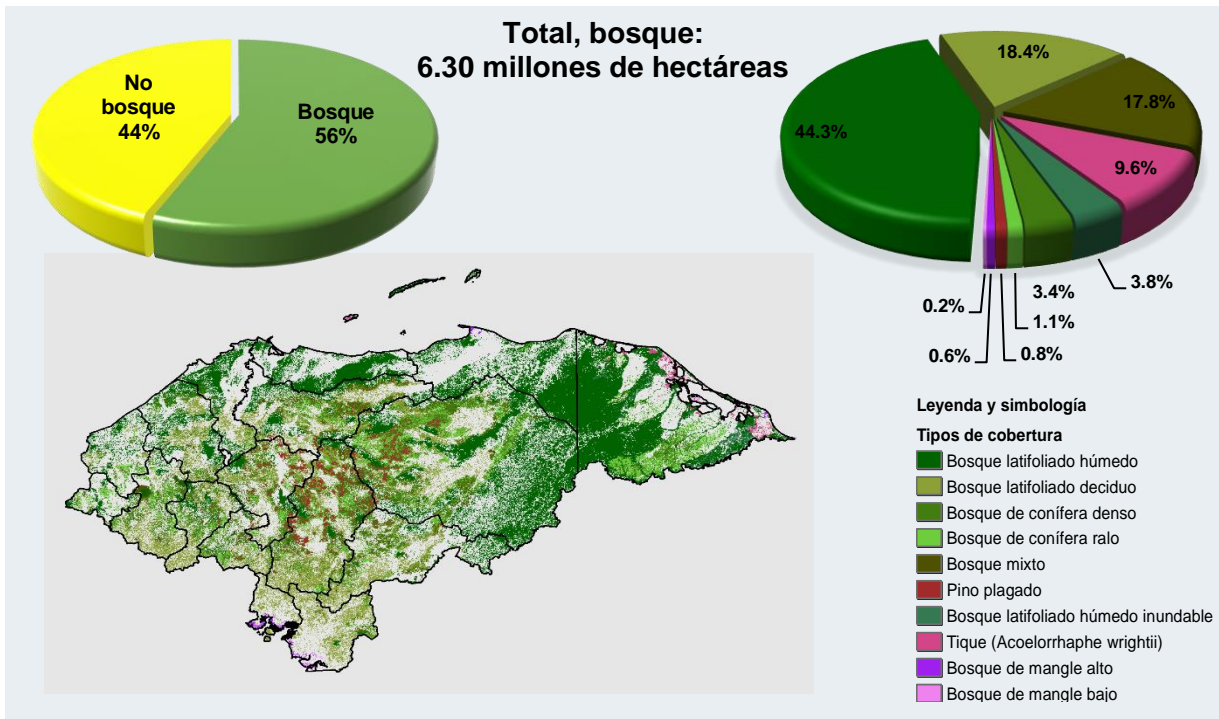 Total, bosque:
6.30 millones de hectáreas
No
bosque
44%
Bosque
56%
18.4%
17.8%
44.3%
9.6%
3.8%
3.4%
0.2%
1.1%
0.6%
0.8%
Leyenda y simbología
Tipos de cobertura
Bosque latifoliado húmedo
Bosque latifoliado deciduo
Bosque de conífera denso
Bosque de conífera ralo
Bosque mixto
Pino plagado
Bosque latifoliado húmedo inundable
Tique (Acoelorrhaphe wrightii)
Bosque de mangle alto
Bosque de mangle bajo